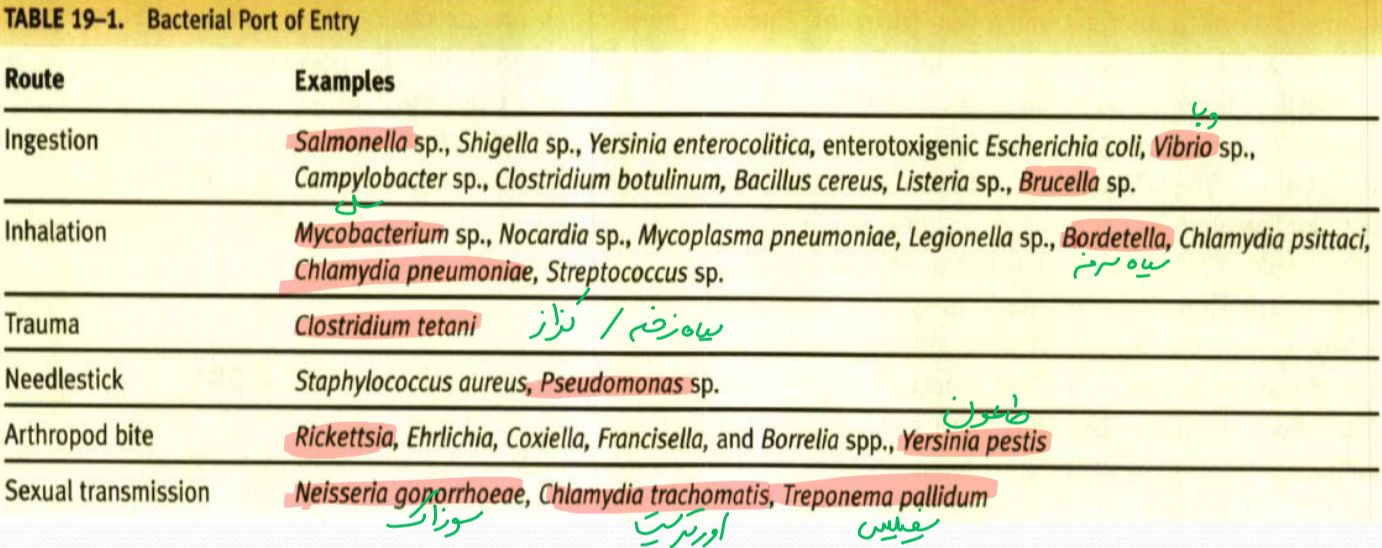 TABLE 19–1. Bacterial Port of Entry
Route Examples
وبا
Ingestion Salmonella sp., Shigella sp., Yersinia enterocolitica, enterotoxigenic Escherichia coli, Vibrio sp.,
Campylobacter sp., Clostridium botulinum, Bacillus cereus, Listeria sp., Brucella sp.
سل
Inhalation Mycobacterium sp., Nocardia sp., Mycoplasma pneumoniae, Legionella sp., Bordetella, Chlamydia psittaci,
سیاه سرفه
Chlamydia pneumoniae, Streptococcus sp.
Trauma Clostridium tetani سیاه زخم / کزاز
Needlestick Staphylococcus aureus, Pseudomonas sp.
طاعون
Arthropod bite Rickettsia, Ehrlichia, Coxiella, Francisella, and Borrelia spp., Yersinia pestis
Sexual transmission Neisseria gonorrhoeae, Chlamydia trachomatis, Treponema pallidum
سوزاک اورتریت سیفیلیس